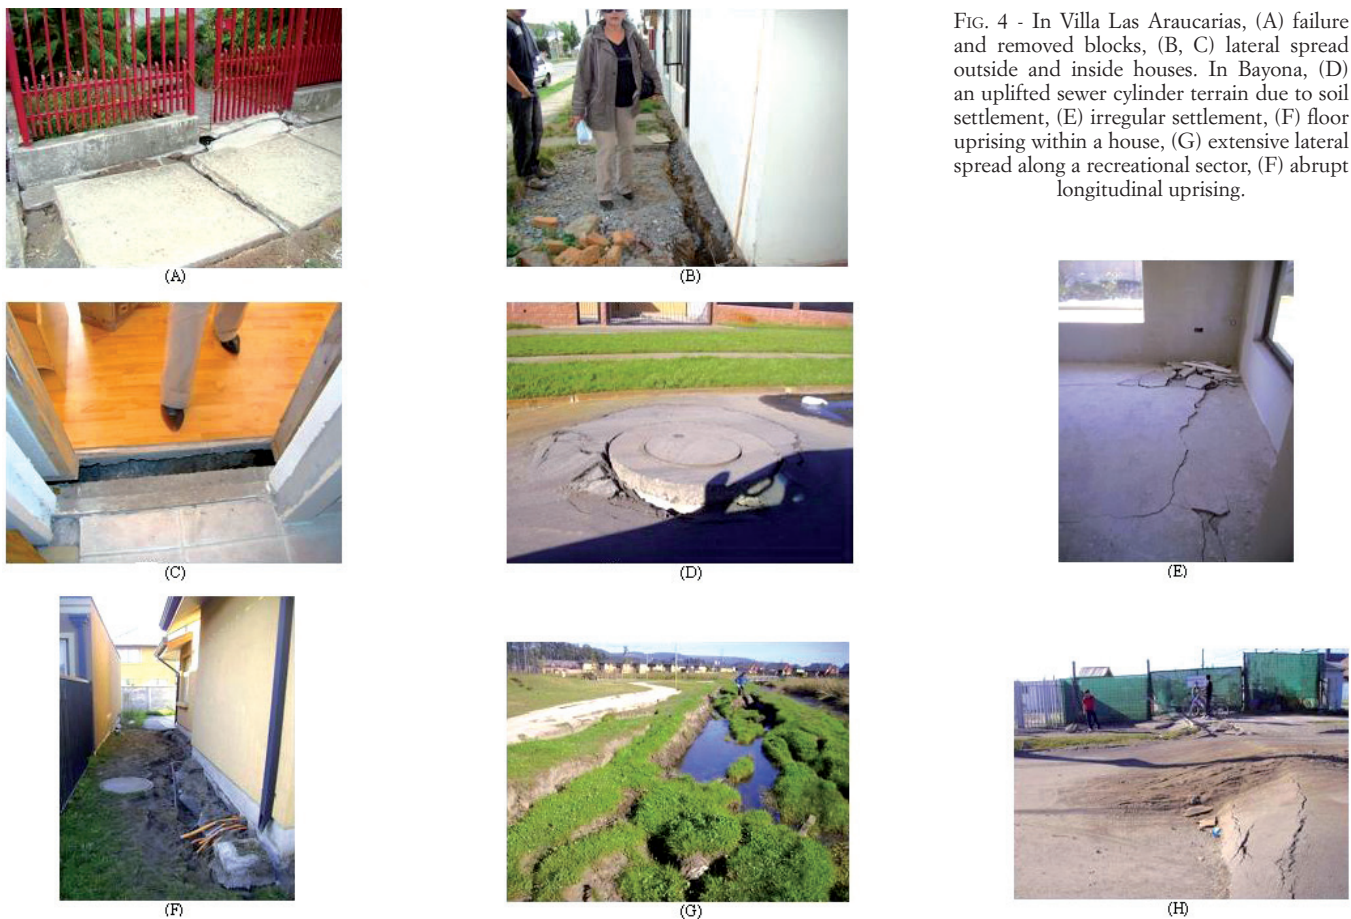 FIG. 4 - In Villa Las Araucarias, (A) failure
and removed blocks, (B, C) lateral spread
outside and inside houses. In Bayona, (D)
an uplifted sewer cylinder terrain due to soil
settlement, (E) irregular settlement, (F) floor
uprising within a house, (G) extensive lateral
spread along a recreational sector, (F) abrupt
longitudinal uprising.
(A)
(B)
(C)
(D)
(E)
(F)
(G)
(H)